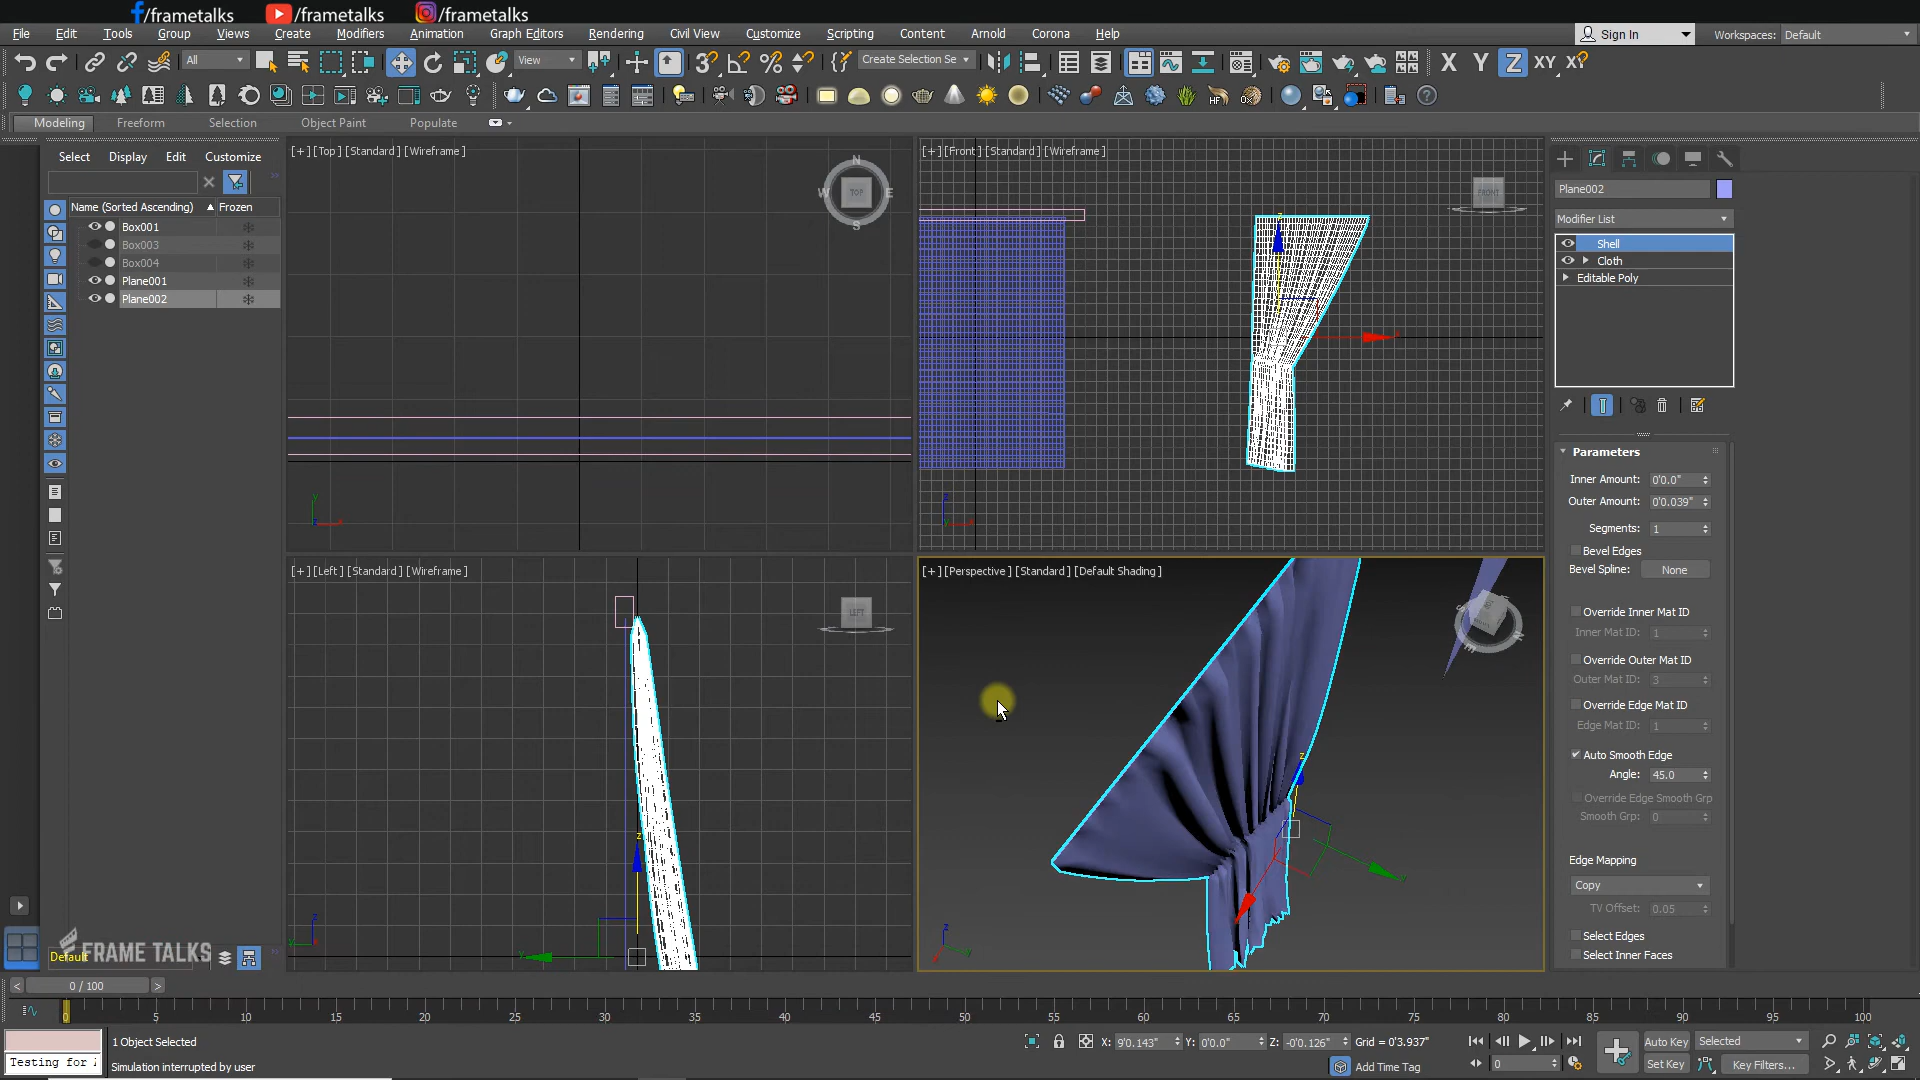 /frametalks /frametalks /frametalks
File Edit Tools Group Views Create Modifiers Animation Graph Editors Rendering Civil View Customize Scripting Content Arnold Corona Help Sign In Workspaces: Default
All View Create Selection Se X Y Z XY XY
Modeling Freeform Selection Object Paint Populate
Select Display Edit Customize
Name (Sorted Ascending) Frozen
Box001
Box003
Box004
Plane001
Plane002
[+] [Top] [Standard] [Wireframe]
TOP
N
W E
S
[+] [Front] [Standard] [Wireframe]
FRONT
[+] [Left] [Standard] [Wireframe]
LEFT
[+] [Perspective] [Standard] [Default Shading]
Plane002
Modifier List
Shell
Cloth
Editable Poly
Parameters
Inner Amount: 0'0.0"
Outer Amount: 0'0.039"
Segments: 1
Bevel Edges
Bevel Spline: None
Override Inner Mat ID
Inner Mat ID: 1
Override Outer Mat ID
Outer Mat ID: 3
Override Edge Mat ID
Edge Mat ID: 1
Auto Smooth Edge
Angle: 45.0
Override Edge Smooth Grp
Smooth Grp: 0
Edge Mapping
Copy
TV Offset: 0.05
Select Edges
Select Inner Faces
FRAME TALKS
Default
< 0 / 100 >
0 5 10 15 20 25 30 35 40 45 50 55 60 65 70 75 80 85 90 95 100
1 Object Selected X: 9'0.143" Y: 0'0.0" Z: -0'0.126" Grid = 0'3.937" Auto Key Selected
Testing for Simulation interrupted by user Add Time Tag 0 Set Key Key Filters...